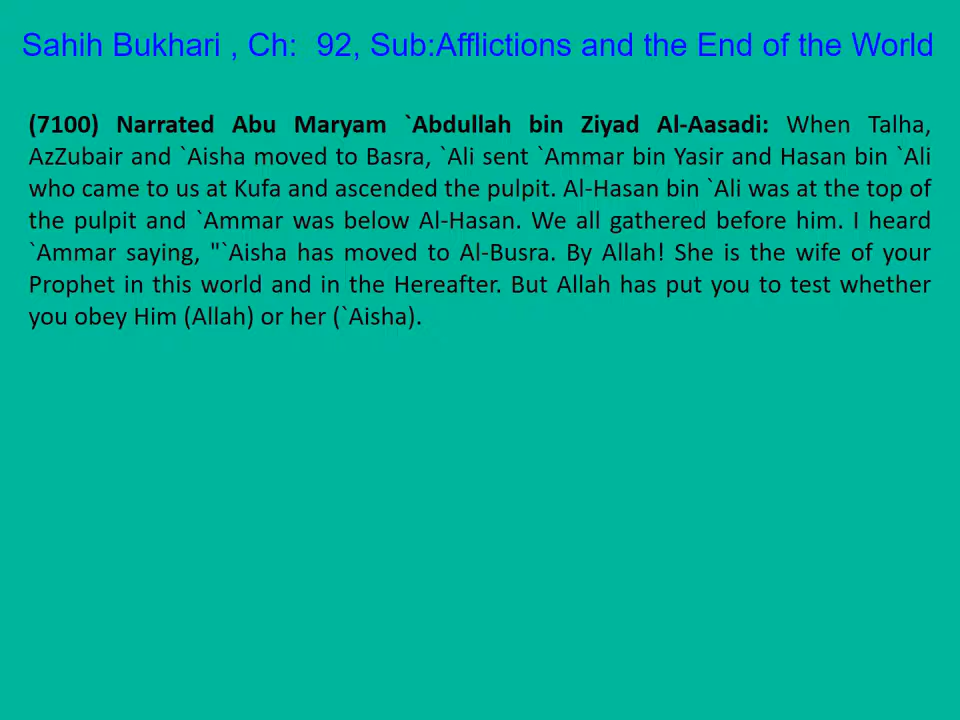 Sahih Bukhari , Ch:  92, Sub:Afflictions and the End of the World
(7100) Narrated Abu Maryam `Abdullah bin Ziyad Al-Aasadi: When Talha,
AzZubair and `Aisha moved to Basra, `Ali sent `Ammar bin Yasir and Hasan bin `Ali
who came to us at Kufa and ascended the pulpit. Al-Hasan bin `Ali was at the top of
the pulpit and `Ammar was below Al-Hasan. We all gathered before him. I heard
`Ammar saying, "`Aisha has moved to Al-Busra. By Allah! She is the wife of your
Prophet in this world and in the Hereafter. But Allah has put you to test whether
you obey Him (Allah) or her (`Aisha).